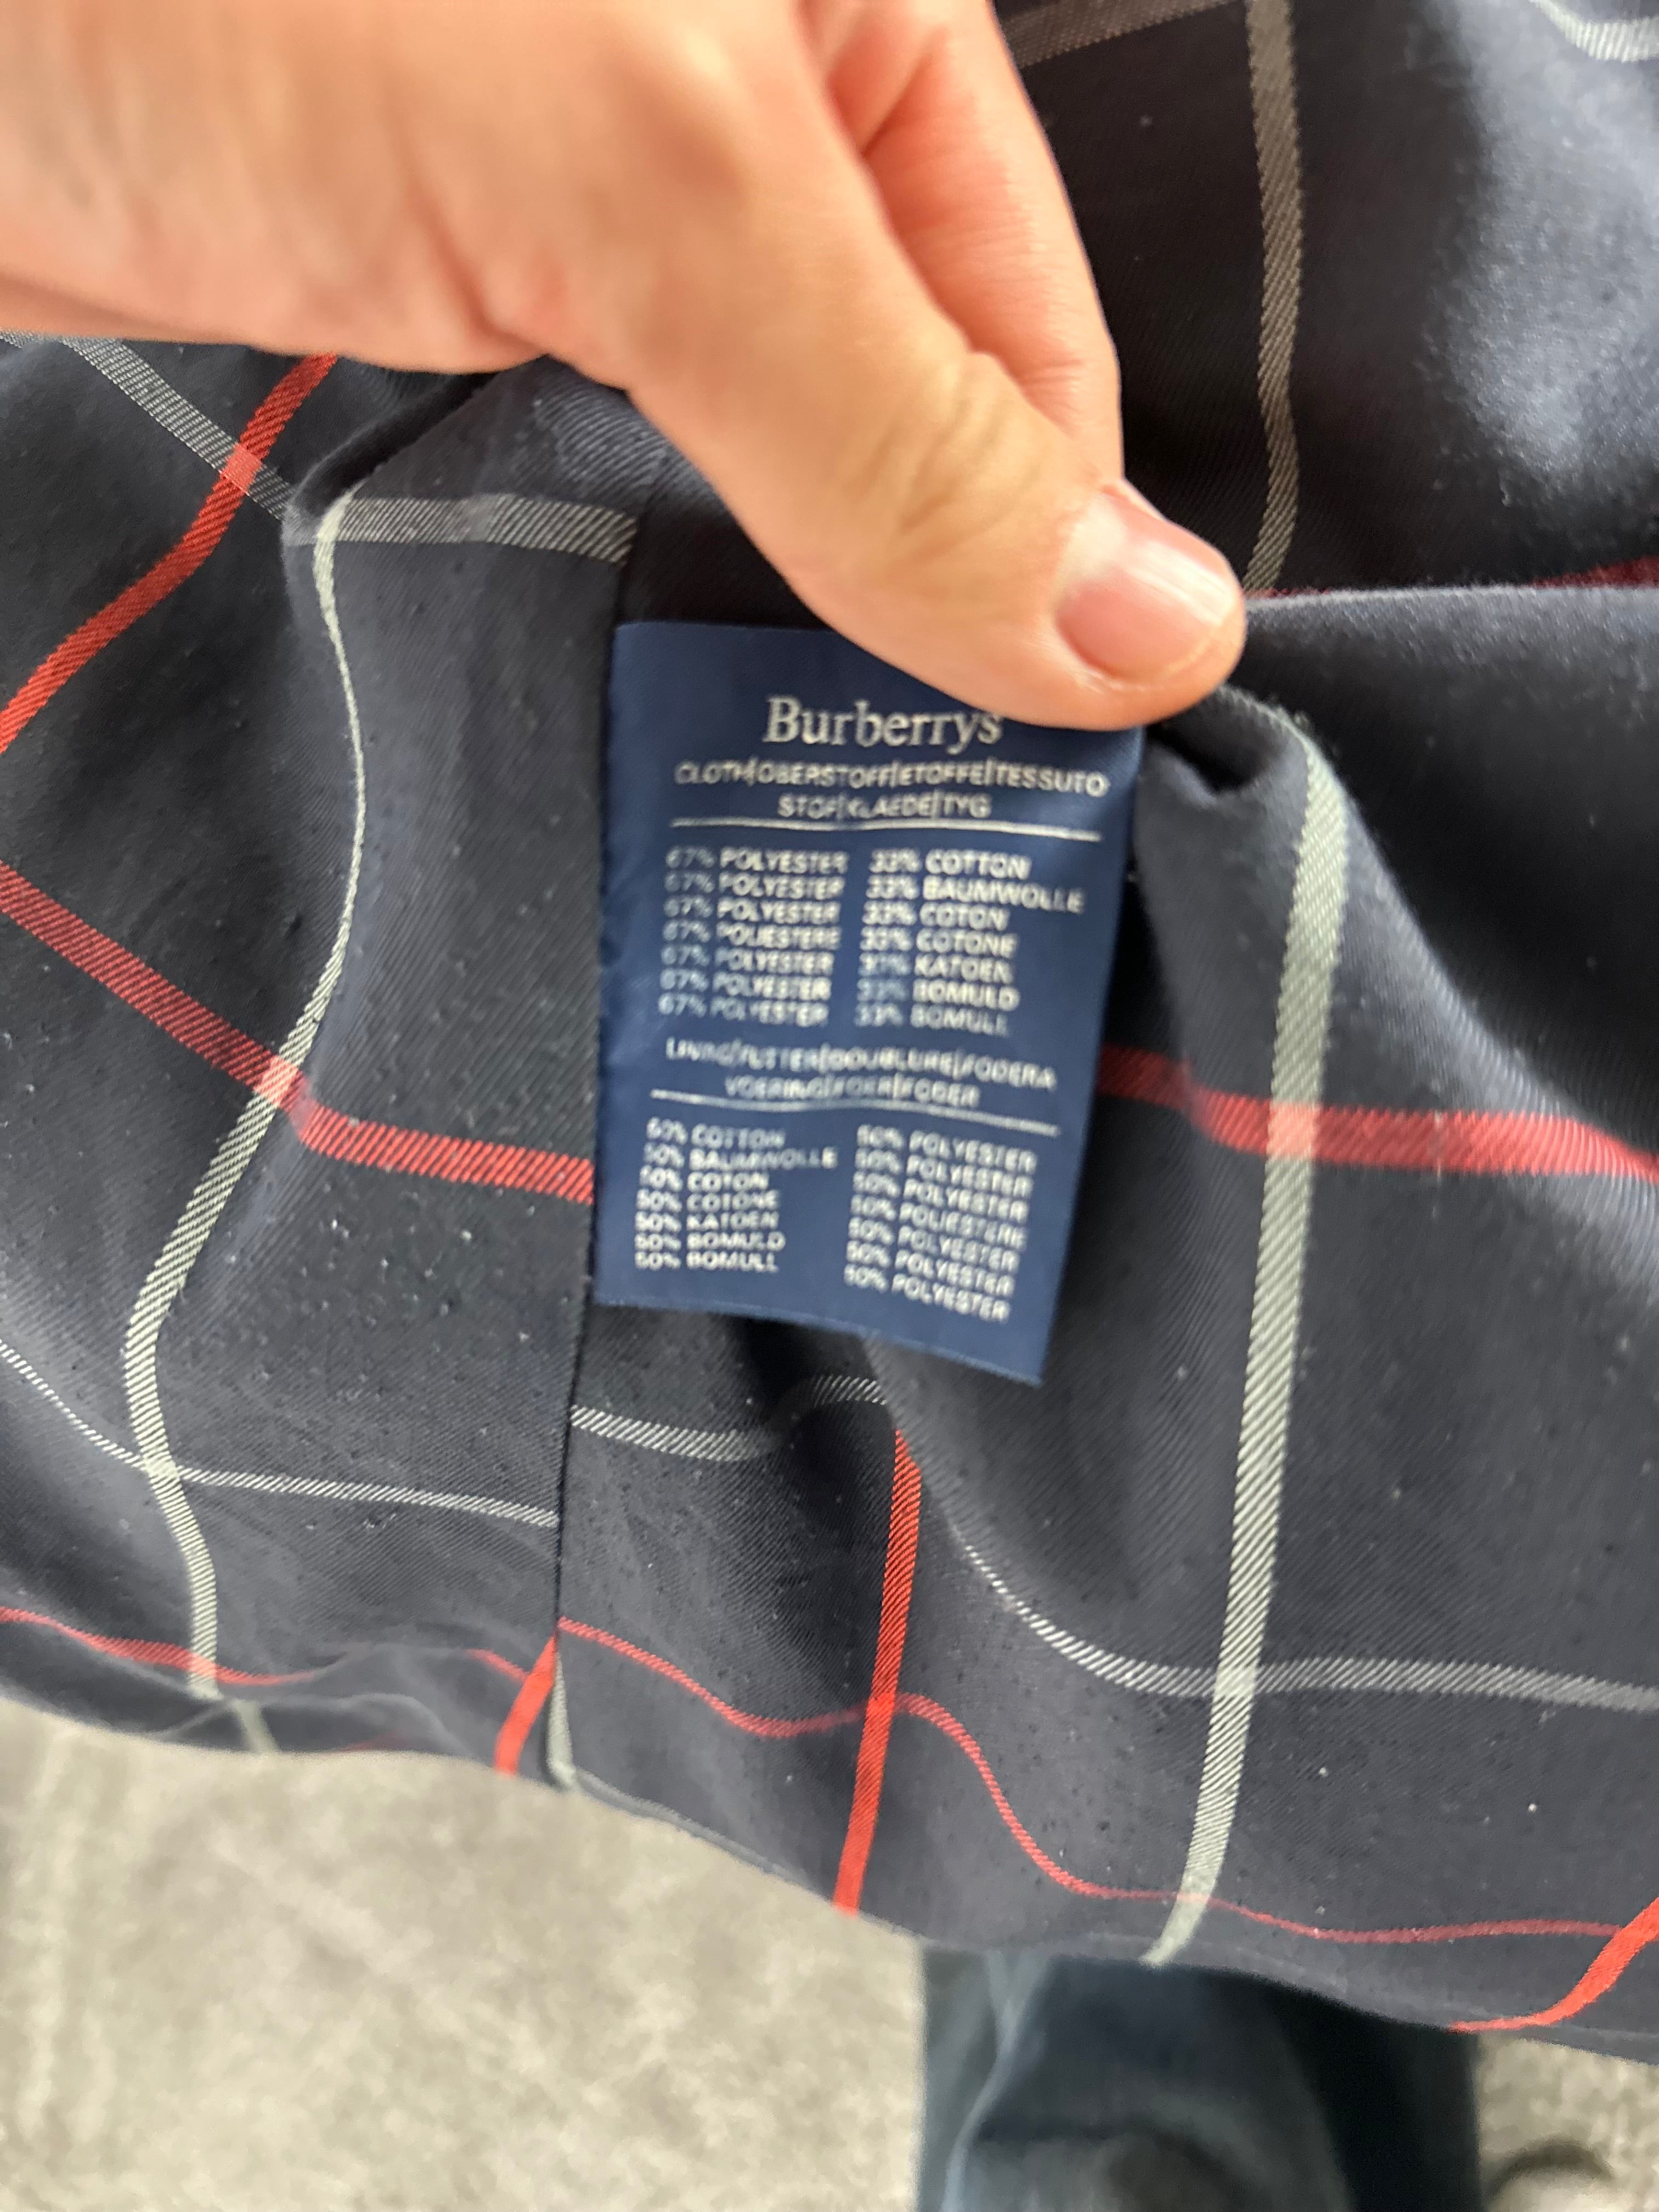 Burberrys
CLOTH|OBERSTOFF|ETOFFE|TESSUTO
STOF|KLAEDE|TYG
67% POLYESTER 33% COTTON
67% POLYESTER 33% BAUMWOLLE
67% POLYESTER 33% COTON
67% POLIESTERE 33% COTONE
67% POLYESTER 33% KATOEN
67% POLYESTER 33% BOMULD
67% POLYESTER 33% BOMULL
LINING|FUTTER|DOUBLURE|FODERA
VOERING|FOER|FODER
50% COTTON 50% POLYESTER
50% BAUMWOLLE 50% POLYESTER
50% COTON 50% POLYESTER
50% COTONE 50% POLIESTERE
50% KATOEN 50% POLYESTER
50% BOMULD 50% POLYESTER
50% BOMULL 50% POLYESTER